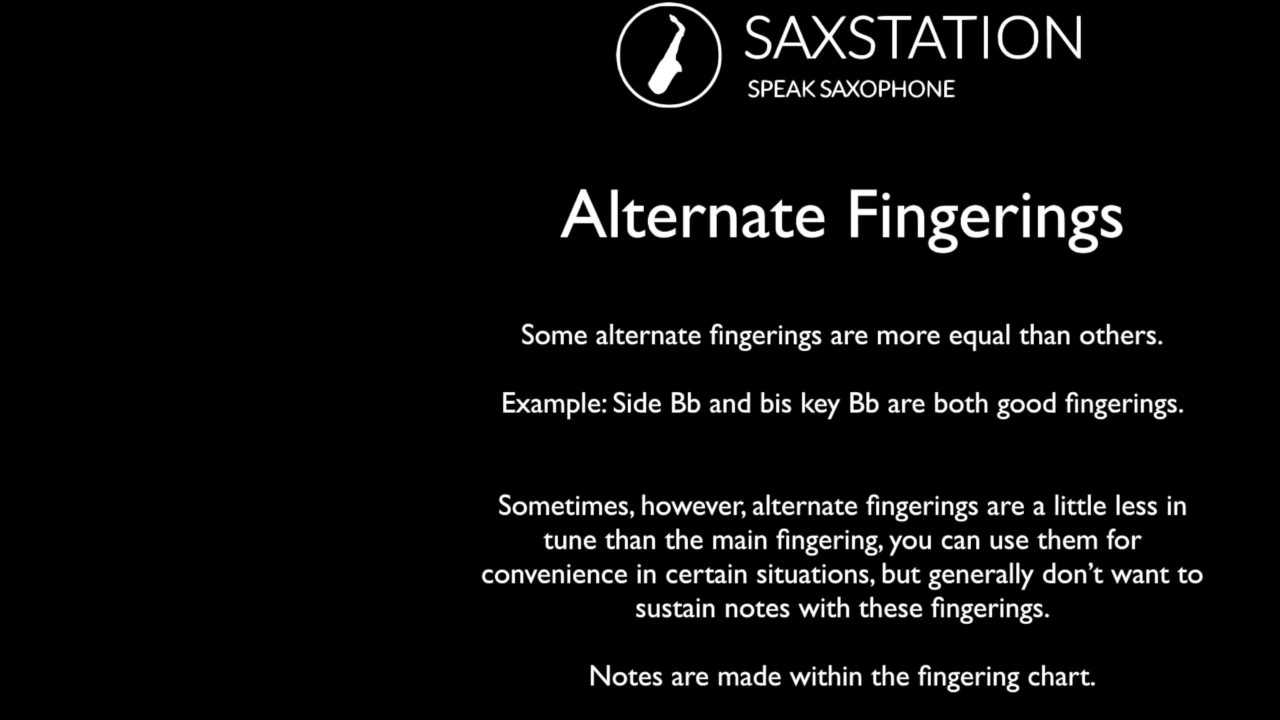 SAXSTATION
SPEAK SAXOPHONE
Alternate Fingerings
Some alternate fingerings are more equal than others.
Example: Side Bb and bis key Bb are both good fingerings.
Sometimes, however, alternate fingerings are a little less in
tune than the main fingering, you can use them for
convenience in certain situations, but generally don’t want to
sustain notes with these fingerings.
Notes are made within the fingering chart.